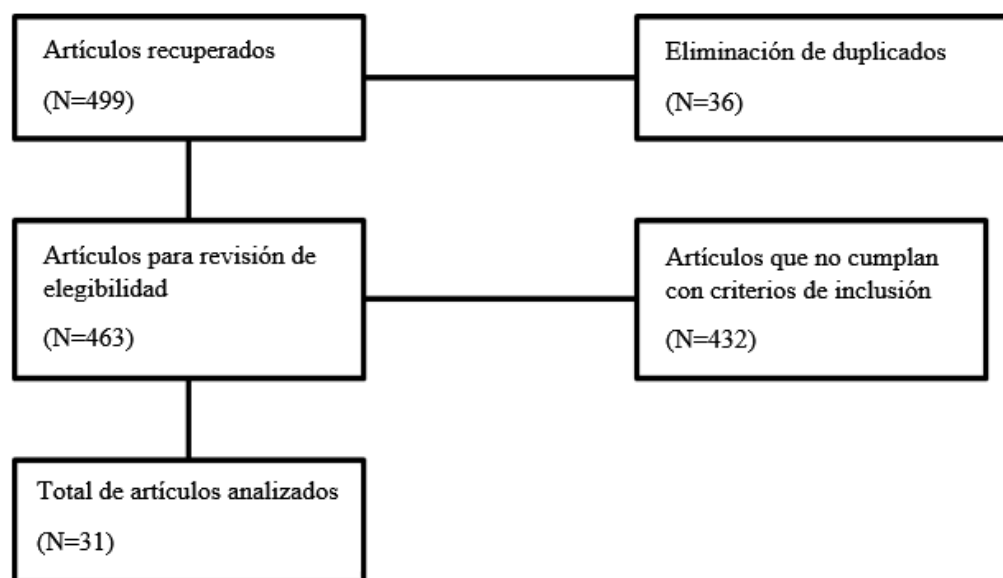 Artículos recuperados
(N=499)
Eliminación de duplicados
(N=36)
Artículos para revisión de
elegibilidad
(N=463)
Artículos que no cumplan
con criterios de inclusión
(N=432)
Total de artículos analizados
(N=31)